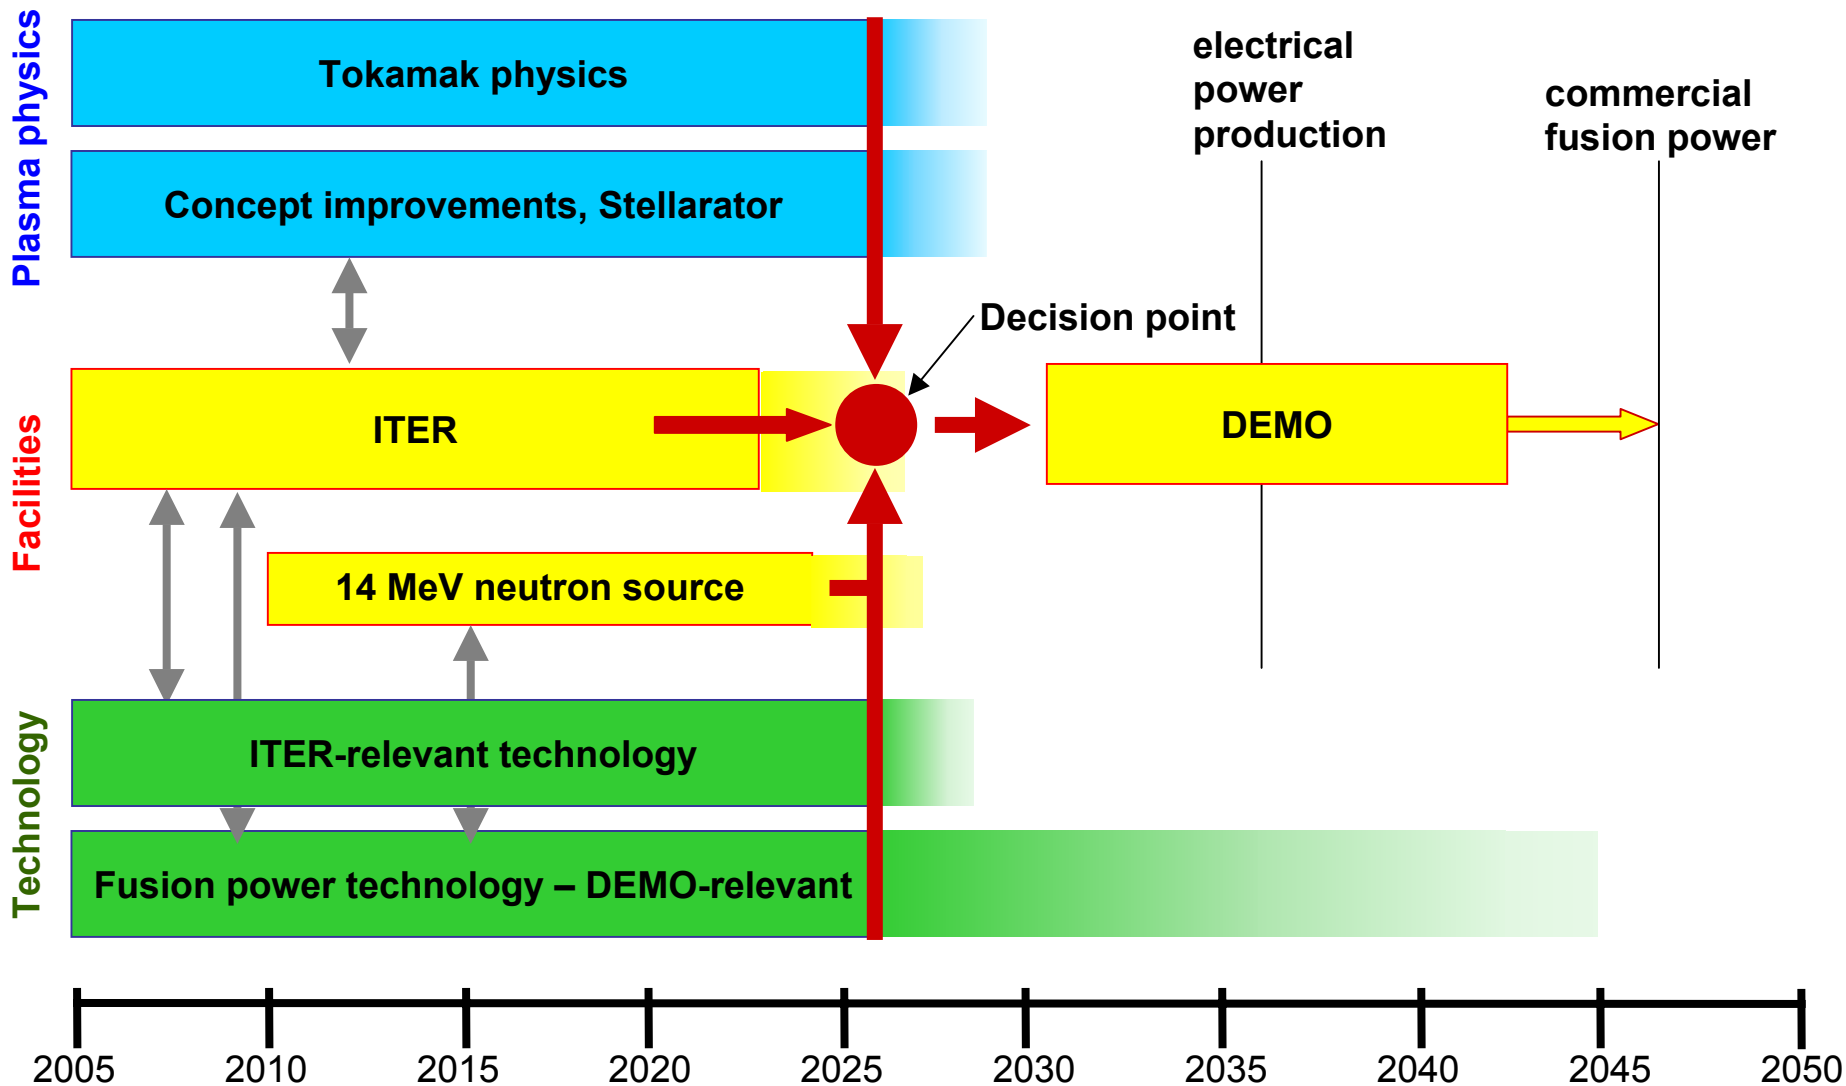 Plasma physics
Tokamak physics
Concept improvements, Stellarator
electrical
power
production
commercial
fusion power
Decision point
Facilities
ITER
DEMO
14 MeV neutron source
Technology
ITER-relevant technology
Fusion power technology – DEMO-relevant
2005 2010 2015 2020 2025 2030 2035 2040 2045 2050